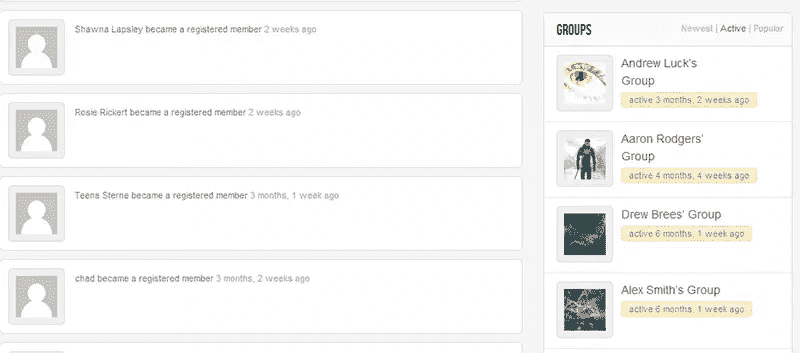 Shawna Lapsley became a registered member 2 weeks ago
Rosie Rickert became a registered member 2 weeks ago
Teena Sterne became a registered member 3 months, 1 week ago
chad became a registered member 3 months, 2 weeks ago
GROUPS
Newest | Active | Popular
Andrew Luck's
Group
active 3 months, 2 weeks ago
Aaron Rodgers'
Group
active 4 months, 4 weeks ago
Drew Brees' Group
active 6 months, 1 week ago
Alex Smith's Group
active 6 months, 1 week ago